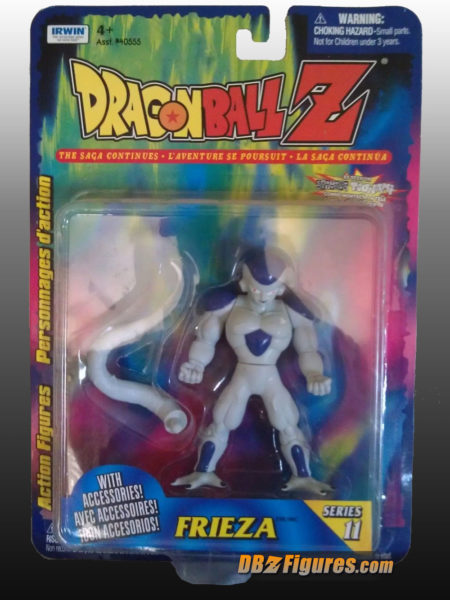 IRWIN
4+
Asst.
WARNING:
CHOKING HAZARD-Small parts.
Not for Children under 3 years.
DRAGONBALL Z
THE SAGA CONTINUES • L'AVENTURE SE POURSUIT • LA SAGA CONTINUA
Action Figures Personnages d'action
WITH
ACCESSORIES!
AVEC ACCESSOIRES!
¡CON ACCESORIOS!
FRIEZA
SERIES
11
DBZFigures.com